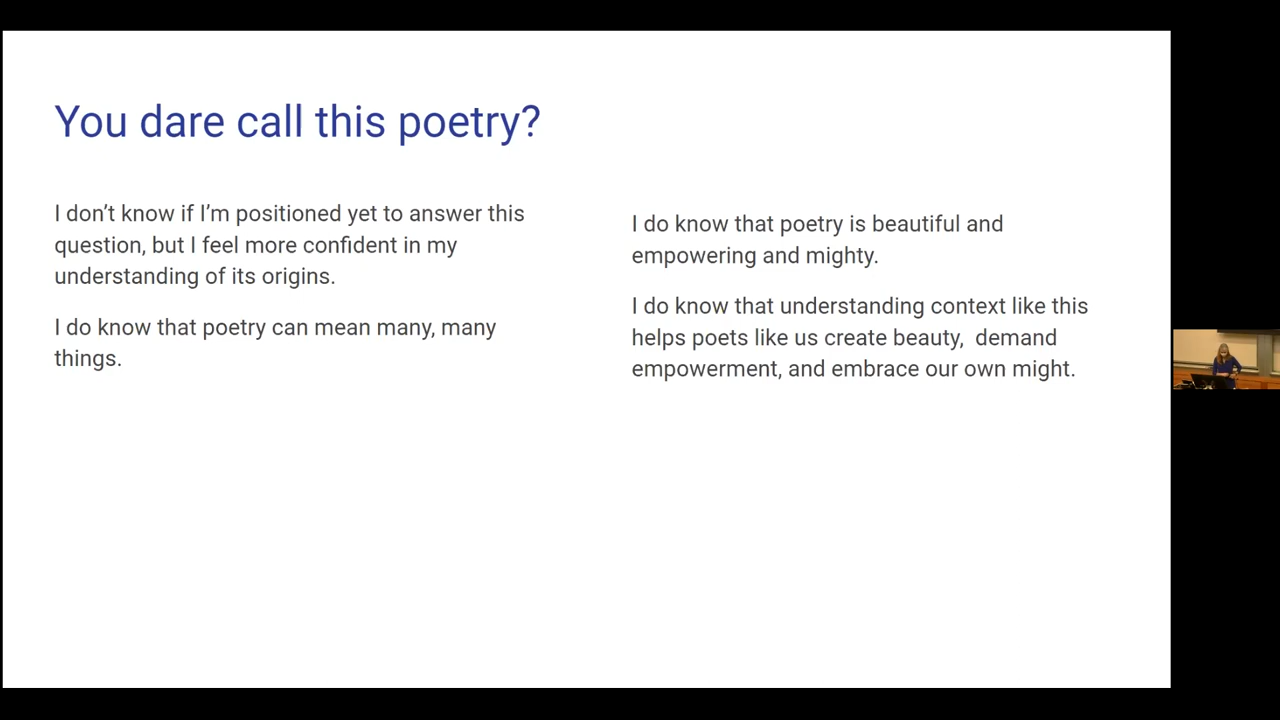 You dare call this poetry?
I don’t know if I’m positioned yet to answer this
question, but I feel more confident in my
understanding of its origins.
I do know that poetry can mean many, many
things.
I do know that poetry is beautiful and
empowering and mighty.
I do know that understanding context like this
helps poets like us create beauty,  demand
empowerment, and embrace our own might.